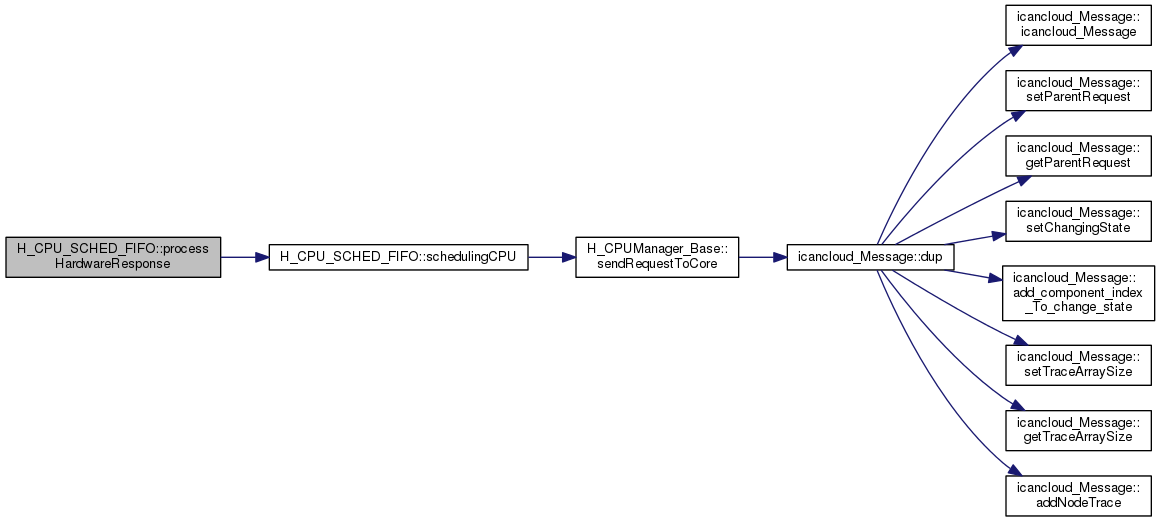 H_CPU_SCHED_FIFO::process
HardwareResponse
H_CPU_SCHED_FIFO::schedulingCPU
H_CPUManager_Base::
sendRequestToCore
icancloud_Message::dup
icancloud_Message::
icancloud_Message
icancloud_Message::
setParentRequest
icancloud_Message::
getParentRequest
icancloud_Message::
setChangingState
icancloud_Message::
add_component_index
_To_change_state
icancloud_Message::
setTraceArraySize
icancloud_Message::
getTraceArraySize
icancloud_Message::
addNodeTrace